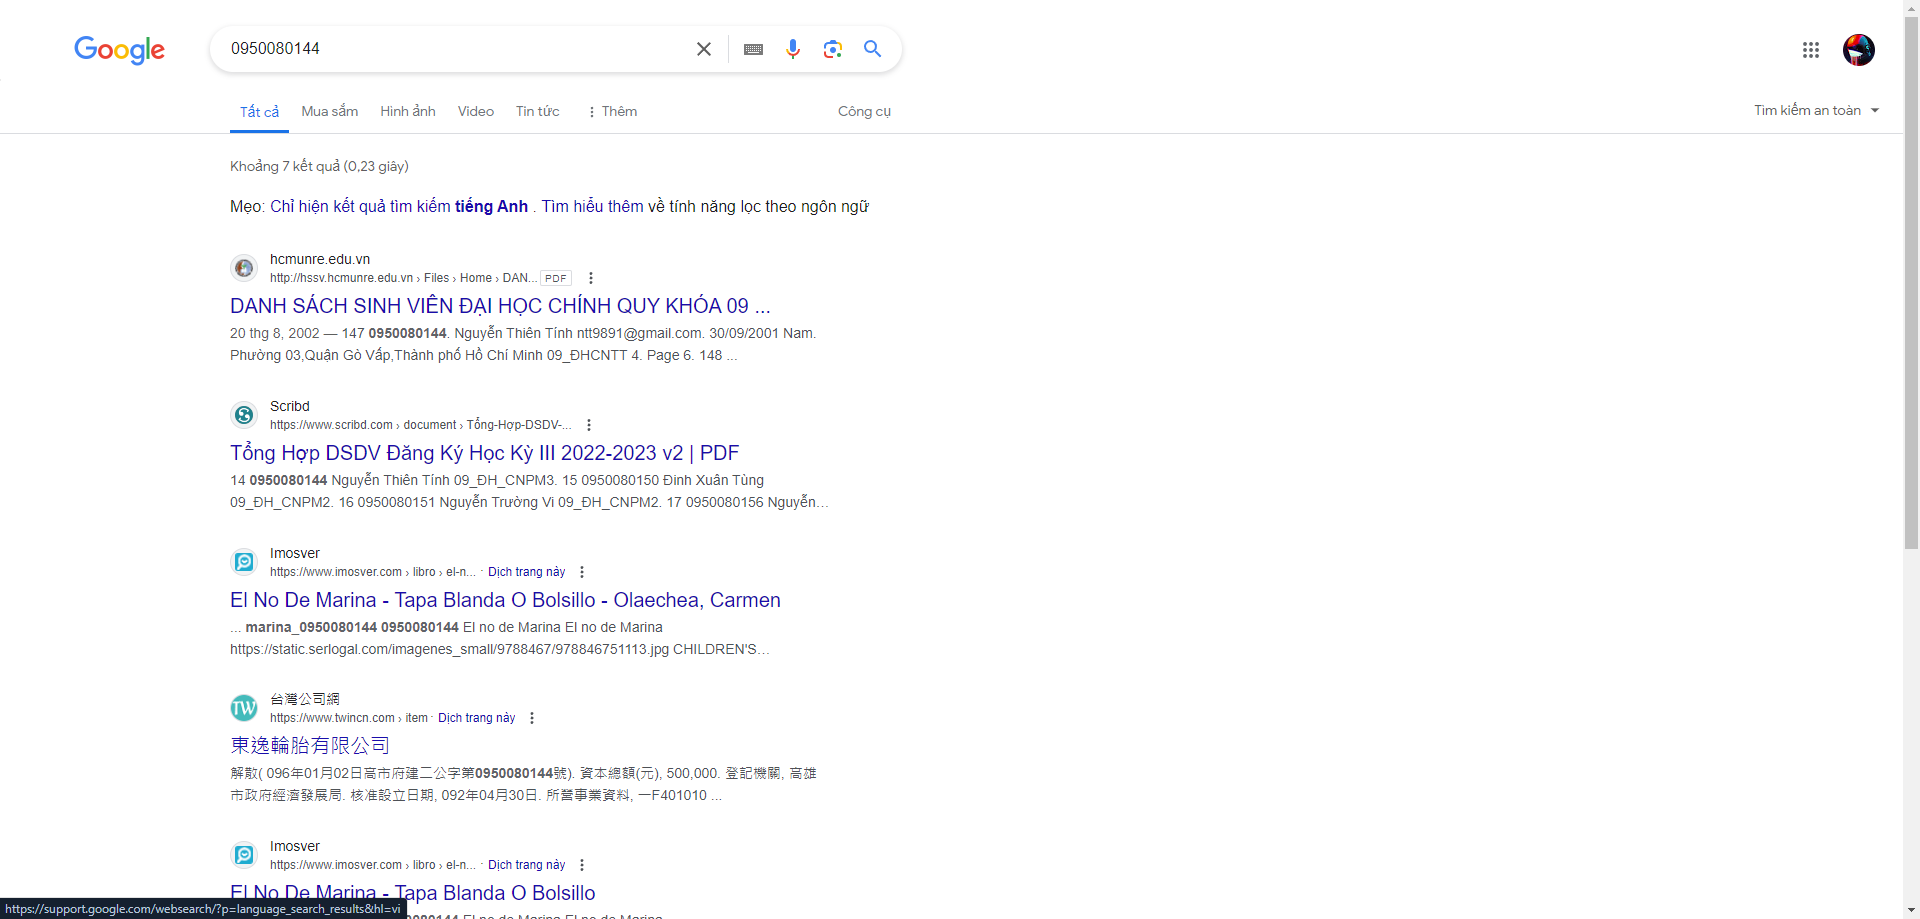 Google
0950080144
Tất cả
Mua sắm
Hình ảnh
Video
Tin tức
Thêm
Công cụ
Tìm kiếm an toàn
Khoảng 7 kết quả (0,23 giây)
Mẹo: Chỉ hiện kết quả tìm kiếm tiếng Anh . Tìm hiểu thêm về tính năng lọc theo ngôn ngữ
hcmunre.edu.vn
http://hssv.hcmunre.edu.vn › Files › Home › DAN... PDF
DANH SÁCH SINH VIÊN ĐẠI HỌC CHÍNH QUY KHÓA 09 ...
20 thg 8, 2002 — 147 0950080144. Nguyễn Thiên Tính ntt9891@gmail.com. 30/09/2001 Nam.
Phường 03,Quận Gò Vấp,Thành phố Hồ Chí Minh 09_ĐHCNTT 4. Page 6. 148 ...
Scribd
https://www.scribd.com › document › Tổng-Hợp-DSDV-...
Tổng Hợp DSDV Đăng Ký Học Kỳ III 2022-2023 v2 | PDF
14 0950080144 Nguyễn Thiên Tính 09_ĐH_CNPM3. 15 0950080150 Đinh Xuân Tùng
09_ĐH_CNPM2. 16 0950080151 Nguyễn Trường Vi 09_ĐH_CNPM2. 17 0950080156 Nguyễn...
Imosver
https://www.imosver.com › libro › el-n... · Dịch trang này
El No De Marina - Tapa Blanda O Bolsillo - Olaechea, Carmen
... marina_0950080144 0950080144 El no de Marina El no de Marina
https://static.serlogal.com/imagenes_small/9788467/978846751113.jpg CHILDREN'S...
TW
台灣公司網
https://www.twincn.com › item · Dịch trang này
東逸輪胎有限公司
解散( 096年01月02日高市府建二公字第0950080144號). 資本總額(元), 500,000. 登記機關, 高雄
市政府經濟發展局. 核准設立日期, 092年04月30日. 所營事業資料, 一F401010 ...
Imosver
https://www.imosver.com › libro › el-n... · Dịch trang này
El No De Marina - Tapa Blanda O Bolsillo
https://support.google.com/websearch/?p=language_search_results&hl=vi